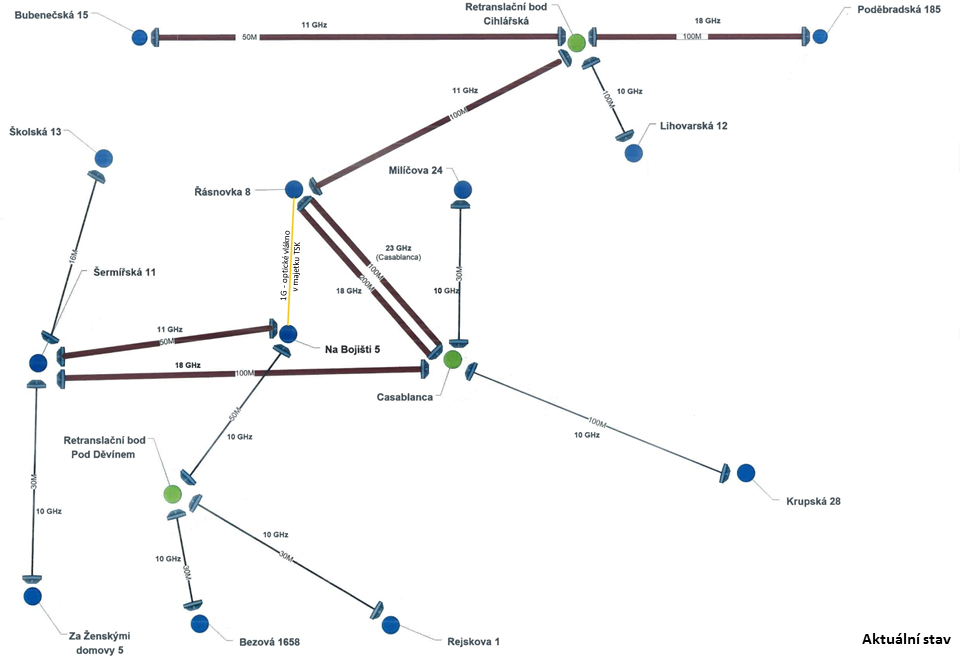 Bubenečská 15
11 GHz
50M
Retranslační bod
Cihlářská
18 GHz
100M
Poděbradská 185
11 GHz
100M
10 GHz
100M
Lihovarská 12
Školská 13
Milíčova 24
Řásnovka 8
16M
Šermířská 11
1G - optické vlákno
v majetku TSK
23 GHz
(Casablanca)
100M
200M
18 GHz
30M
10 GHz
11 GHz
50M
Na Bojišti 5
18 GHz
100M
Casablanca
50M
10 GHz
100M
10 GHz
Retranslační bod
Pod Děvínem
30M
10 GHz
Krupská 28
10 GHz
30M
10 GHz
30M
Za Ženskými
domovy 5
Bezová 1658
Rejskova 1
Aktuální stav